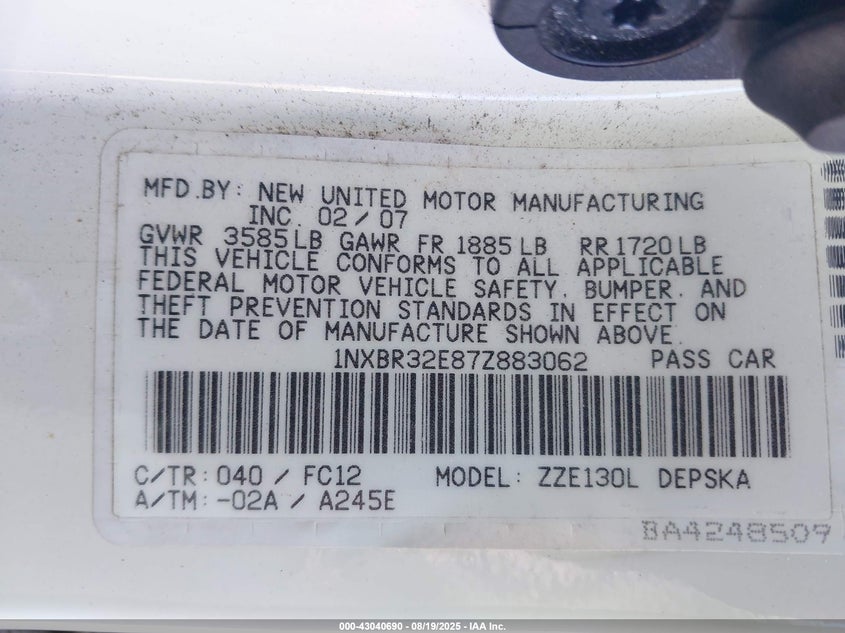 MFD.BY: NEW UNITED MOTOR MANUFACTURING
INC. 02/07
GVWR 3585LB GAWR FR 1885LB RR1720LB
THIS VEHICLE CONFORMS TO ALL APPLICABLE
FEDERAL MOTOR VEHICLE SAFETY, BUMPER, AND
THEFT PREVENTION STANDARDS IN EFFECT ON
THE DATE OF MANUFACTURE SHOWN ABOVE.
1NXBR32E87Z883062 PASS CAR
C/TR: 040 / FC12 MODEL: ZZE130L DEPSKA
A/TM: -02A / A245E
BA4248509
000-43040690 - 08/19/2025 - IAA Inc.